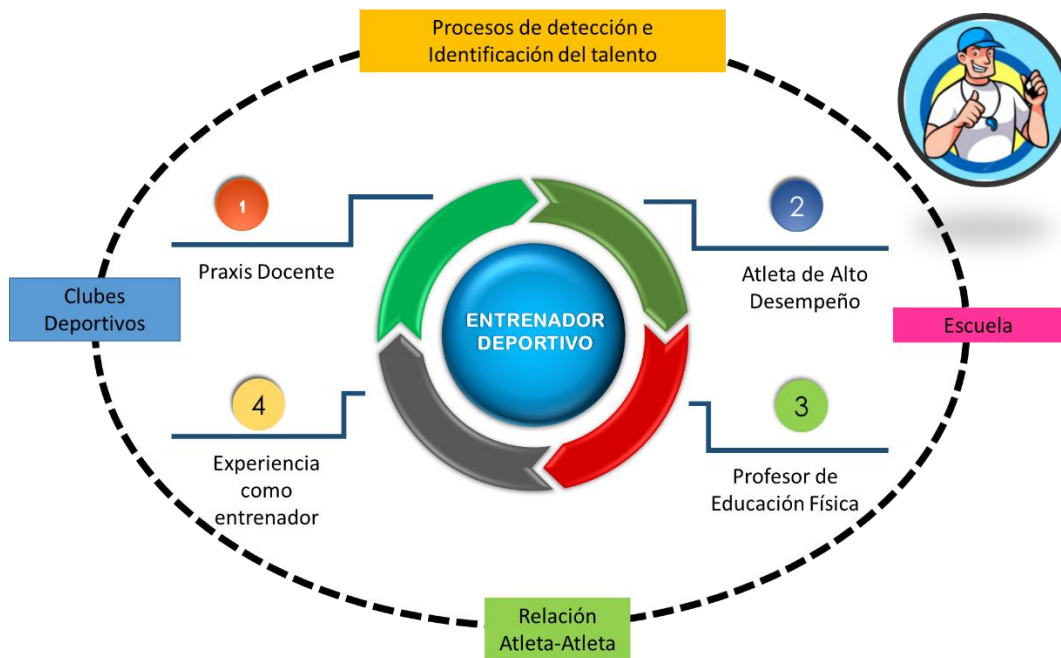 Procesos de detección e
Identificación del talento
1
Praxis Docente
2
Atleta de Alto
Desempeño
Clubes
Deportivos
ENTRENADOR
DEPORTIVO
Escuela
4
Experiencia
como
entrenador
3
Profesor de
Educación Física
Relación
Atleta-Atleta